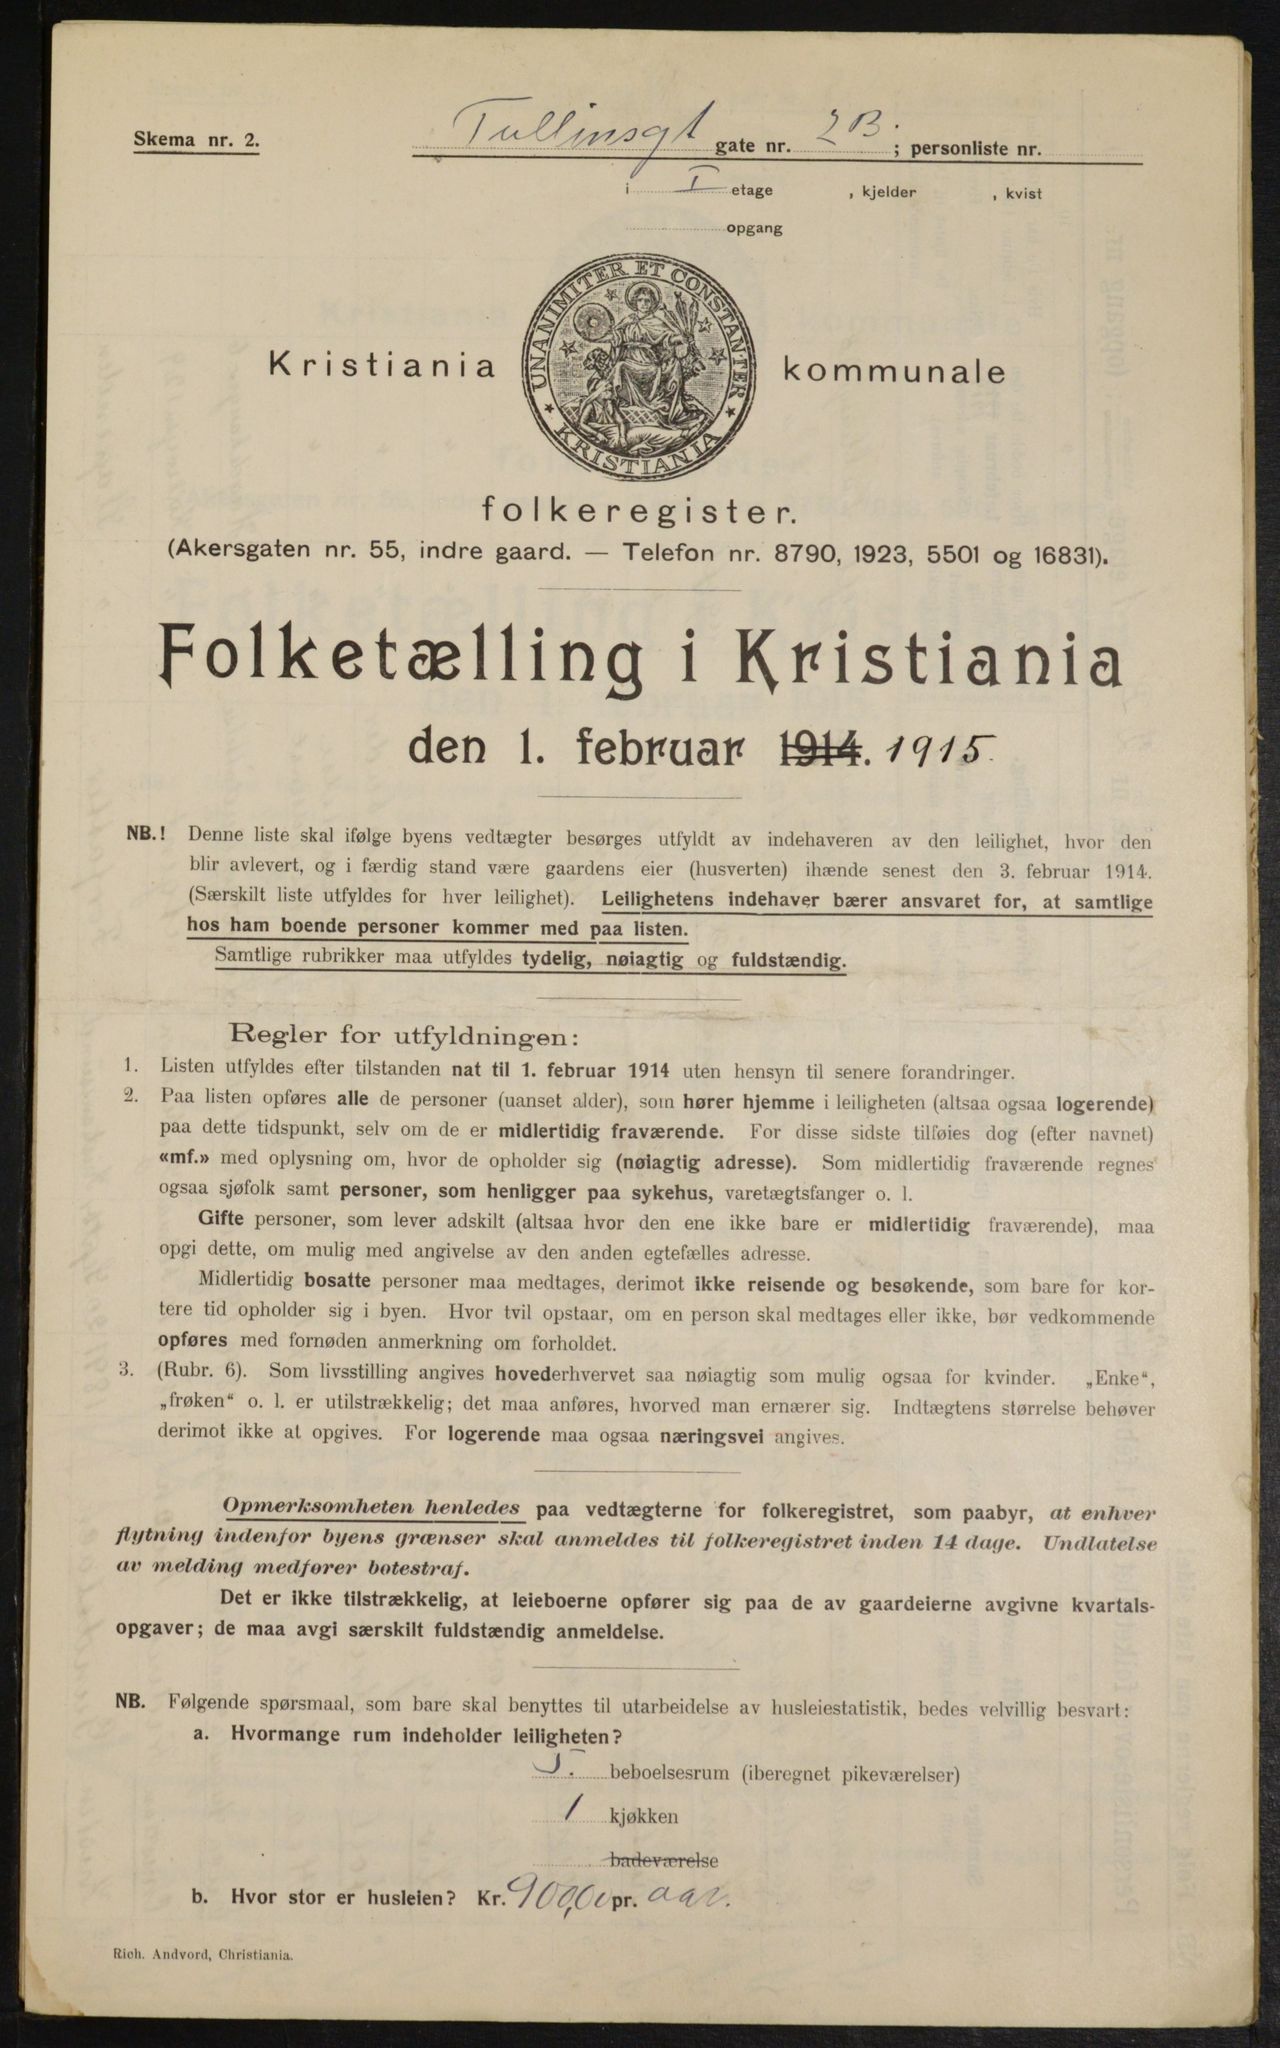 Skema nr. 2.
Tullinsgt gate nr. 2B. ; personliste nr.
i I etage , kjelder , kvist
opgang
UNANIMITER ET CONSTANTER
KRISTIANIA
Kristiania kommunale
folkeregister.
(Akersgaten nr. 55, indre gaard. — Telefon nr. 8790, 1923, 5501 og 16831).
Folketælling i Kristiania
den 1. februar 1914. 1915.
NB.! Denne liste skal ifølge byens vedtægter besørges utfyldt av indehaveren av den leilighet, hvor den
blir avlevert, og i færdig stand være gaardens eier (husverten) ihænde senest den 3. februar 1914.
(Særskilt liste utfyldes for hver leilighet). Leilighetens indehaver bærer ansvaret for, at samtlige
hos ham boende personer kommer med paa listen.
Samtlige rubrikker maa utfyldes tydelig, nøiagtig og fuldstændig.
Regler for utfyldningen:
1. Listen utfyldes efter tilstanden nat til 1. februar 1914 uten hensyn til senere forandringer.
2. Paa listen opføres alle de personer (uanset alder), som hører hjemme i leiligheten (altsaa ogsaa logerende)
paa dette tidspunkt, selv om de er midlertidig fraværende. For disse sidste tilføies dog (efter navnet)
«mf.» med oplysning om, hvor de opholder sig (nøiagtig adresse). Som midlertidig fraværende regnes
ogsaa sjøfolk samt personer, som henligger paa sykehus, varetægtsfanger o. l.
Gifte personer, som lever adskilt (altsaa hvor den ene ikke bare er midlertidig fraværende), maa
opgi dette, om mulig med angivelse av den anden egtefælles adresse.
Midlertidig bosatte personer maa medtages, derimot ikke reisende og besøkende, som bare for kor-
tere tid opholder sig i byen. Hvor tvil opstaar, om en person skal medtages eller ikke, bør vedkommende
opføres med fornøden anmerkning om forholdet.
3. (Rubr. 6). Som livsstilling angives hovederhvervet saa nøiagtig som mulig ogsaa for kvinder. „Enke“,
„frøken“ o. l. er utilstrækkelig; det maa anføres, hvorved man ernærer sig. Indtægtens størrelse behøver
derimot ikke at opgives. For logerende maa ogsaa næringsvei angives.
Opmerksomheten henledes paa vedtægterne for folkeregistret, som paabyr, at enhver
flytning indenfor byens grænser skal anmeldes til folkeregistret inden 14 dage. Undlatelse
av melding medfører botestraf.
Det er ikke tilstrækkelig, at leieboerne opfører sig paa de av gaardeierne avgivne kvartals-
opgaver; de maa avgi særskilt fuldstændig anmeldelse.
NB. Følgende spørsmaal, som bare skal benyttes til utarbeidelse av husleiestatistik, bedes velvillig besvart:
a. Hvormange rum indeholder leiligheten?
5. beboelsesrum (iberegnet pikeværelser)
1 kjøkken
badeværelse
b. Hvor stor er husleien? Kr. 900,00 pr. aar.
Rich. Andvord, Christiania.